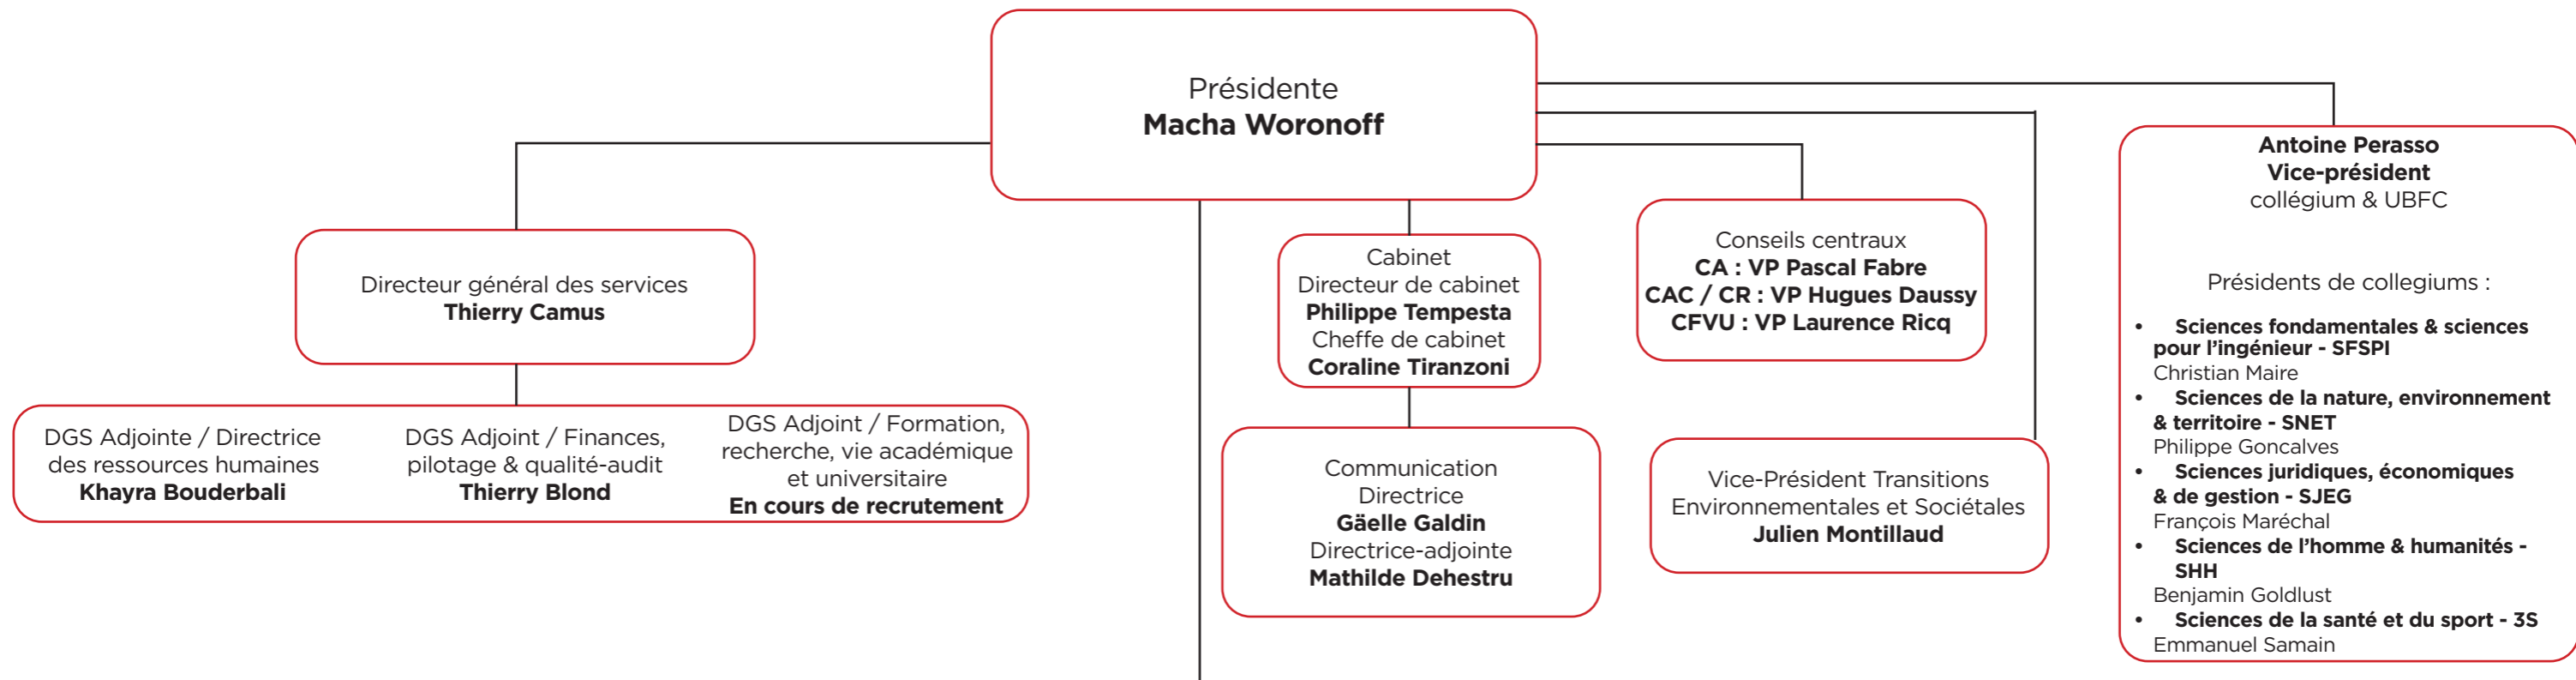 Présidente
Macha Woronoff
Directeur général des services
Thierry Camus
DGS Adjointe / Directrice
des ressources humaines
Khayra Bouderbali
DGS Adjoint / Finances,
pilotage & qualité-audit
Thierry Blond
DGS Adjoint / Formation,
recherche, vie académique
et universitaire
En cours de recrutement
Cabinet
Directeur de cabinet
Philippe Tempesta
Cheffe de cabinet
Coraline Tiranzoni
Communication
Directrice
Gäelle Galdin
Directrice-adjointe
Mathilde Dehestru
Conseils centraux
CA : VP Pascal Fabre
CAC / CR : VP Hugues Daussy
CFVU : VP Laurence Ricq
Vice-Président Transitions
Environnementales et Sociétales
Julien Montillaud
Antoine Perasso
Vice-président
collégium & UBFC
Présidents de collegiums :
• Sciences fondamentales & sciences
pour l'ingénieur - SFSPI
Christian Maire
• Sciences de la nature, environnement
& territoire - SNET
Philippe Goncalves
• Sciences juridiques, économiques
& de gestion - SJEG
François Maréchal
• Sciences de l'homme & humanités -
SHH
Benjamin Goldlust
• Sciences de la santé et du sport - 3S
Emmanuel Samain